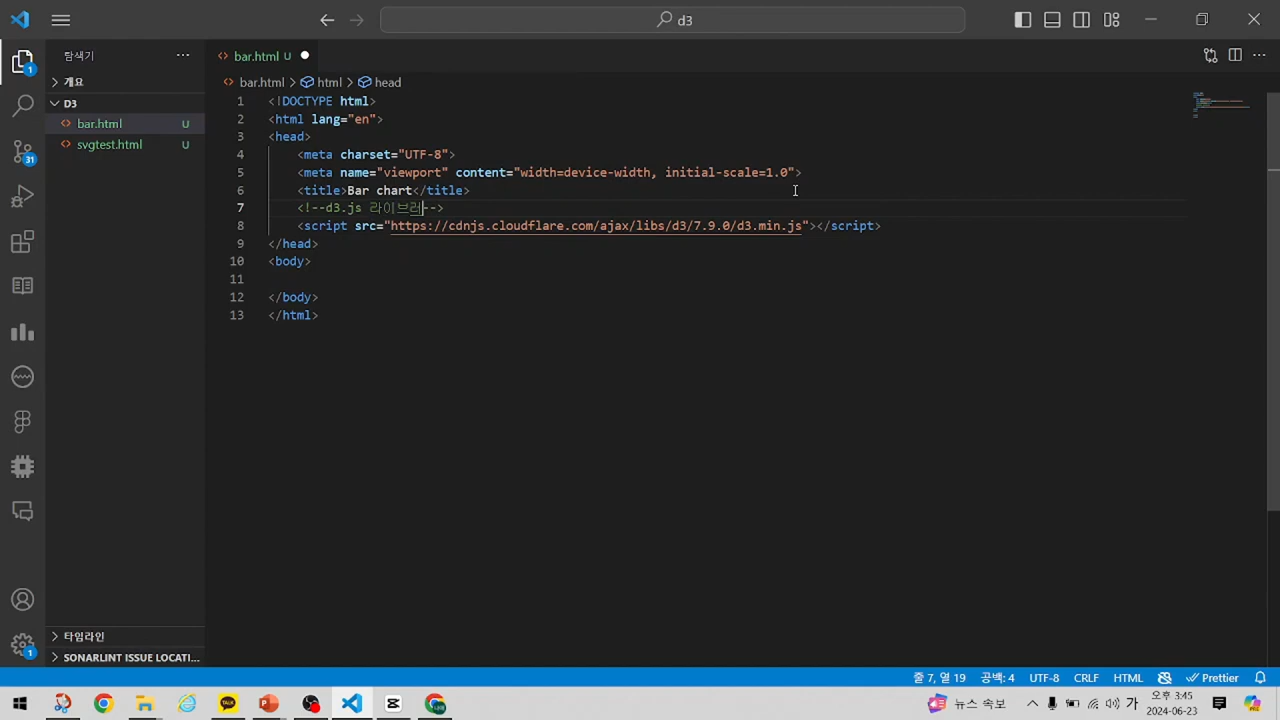 d3
탐색기
bar.html U
개요
bar.html > html > head
D3
bar.html U
svgtest.html U
1 <!DOCTYPE html>
2 <html lang="en">
3 <head>
4 <meta charset="UTF-8">
5 <meta name="viewport" content="width=device-width, initial-scale=1.0">
6 <title>Bar chart</title>
7 <!--d3.js 라이브러-->
8 <script src="https://cdnjs.cloudflare.com/ajax/libs/d3/7.9.0/d3.min.js"></script>
9 </head>
10 <body>
11
12 </body>
13 </html>
1
31
1
타임라인
SONARLINT ISSUE LOCATI...
줄 7, 열 19 공백: 4 UTF-8 CRLF HTML Prettier
TALK
뉴스 속보
가
오후 3:45
2024-06-23